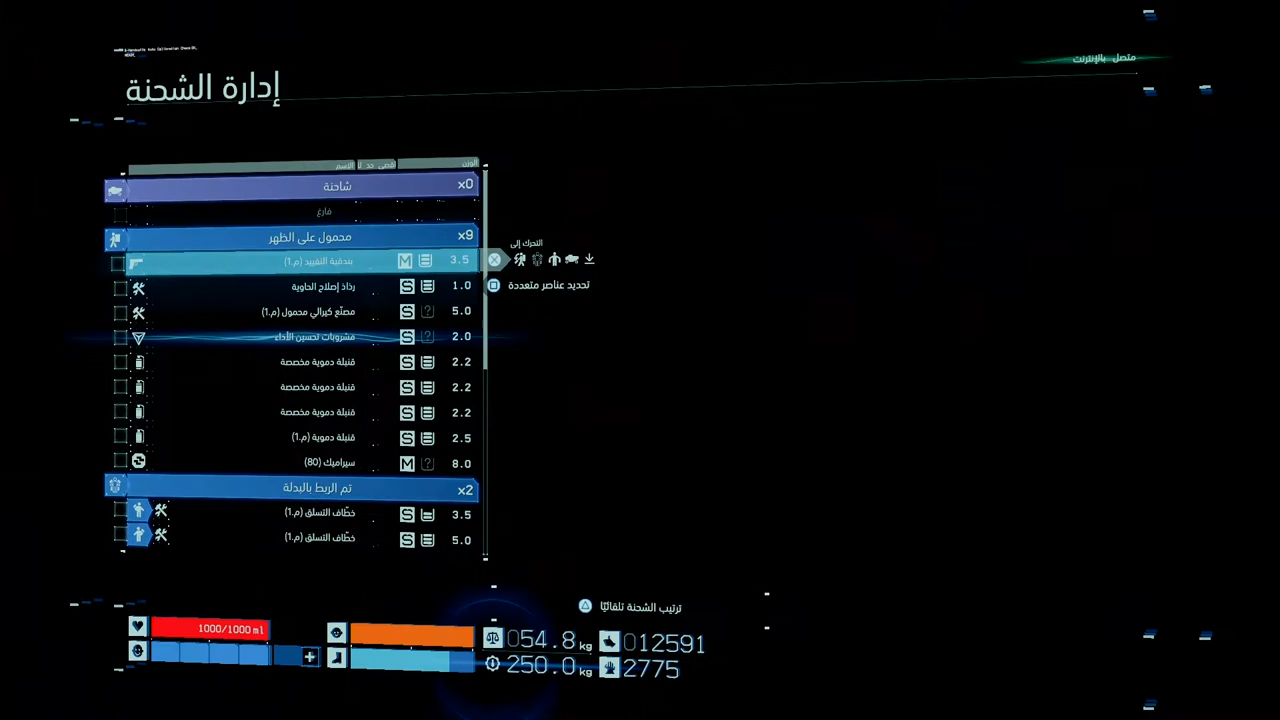 إدارة الشحنة
متصل بالإنترنت
الاسم
الوزن
شاحنة x0
فارغ
محمول على الظهر x9
بندقية التقييد (م.1) M 3.5
رذاذ إصلاح الحاوية S 1.0
مصنّع كيرالي محمول (م.1) S ? 5.0
مشروبات تحسين الأداء S ? 2.0
قنبلة دموية مخصصة S 2.2
قنبلة دموية مخصصة S 2.2
قنبلة دموية مخصصة S 2.2
قنبلة دموية (م.1) S 2.5
سيراميك (80) M ? 8.0
تم الربط بالبدلة x2
خطّاف التسلق (م.1) S 3.5
خطّاف التسلق (م.1) S 5.0
التحرك إلى
تحديد عناصر متعددة
ترتيب الشحنة تلقائيًا
1000/1000 ml
054.8 kg 012591
250.0 kg 2775